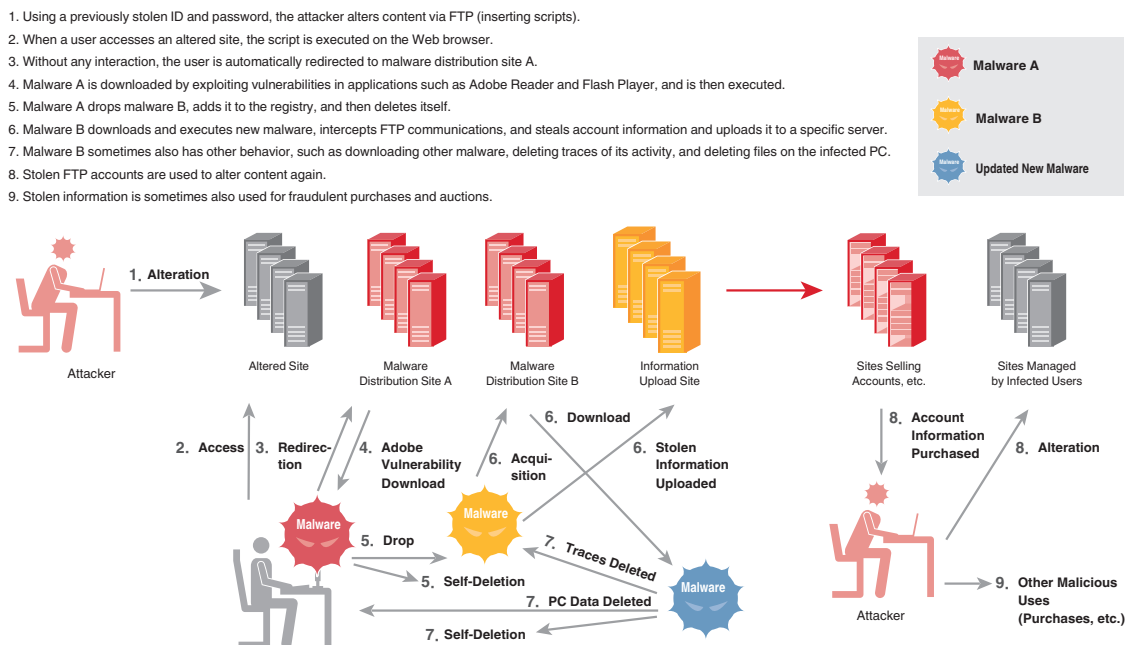 1. Using a previously stolen ID and password, the attacker alters content via FTP (inserting scripts).
2. When a user accesses an altered site, the script is executed on the Web browser.
3. Without any interaction, the user is automatically redirected to malware distribution site A.
4. Malware A is downloaded by exploiting vulnerabilities in applications such as Adobe Reader and Flash Player, and is then executed.
5. Malware A drops malware B, adds it to the registry, and then deletes itself.
6. Malware B downloads and executes new malware, intercepts FTP communications, and steals account information and uploads it to a specific server.
7. Malware B sometimes also has other behavior, such as downloading other malware, deleting traces of its activity, and deleting files on the infected PC.
8. Stolen FTP accounts are used to alter content again.
9. Stolen information is sometimes also used for fraudulent purchases and auctions.
Malware
Malware A
Malware
Malware B
Malware
Updated New Malware
1. Alteration
Attacker
Altered Site
Malware
Distribution Site A
Malware
Distribution Site B
Information
Upload Site
Sites Selling
Accounts, etc.
Sites Managed
by Infected Users
2. Access
3. Redirec-
tion
4. Adobe
Vulnerability
Download
6. Acqui-
sition
6. Download
6. Stolen
Information
Uploaded
8. Account
Information
Purchased
8. Alteration
Malware
Malware
Malware
5. Drop
5. Self-Deletion
7. Traces Deleted
7. PC Data Deleted
7. Self-Deletion
Attacker
9. Other Malicious
Uses
(Purchases, etc.)